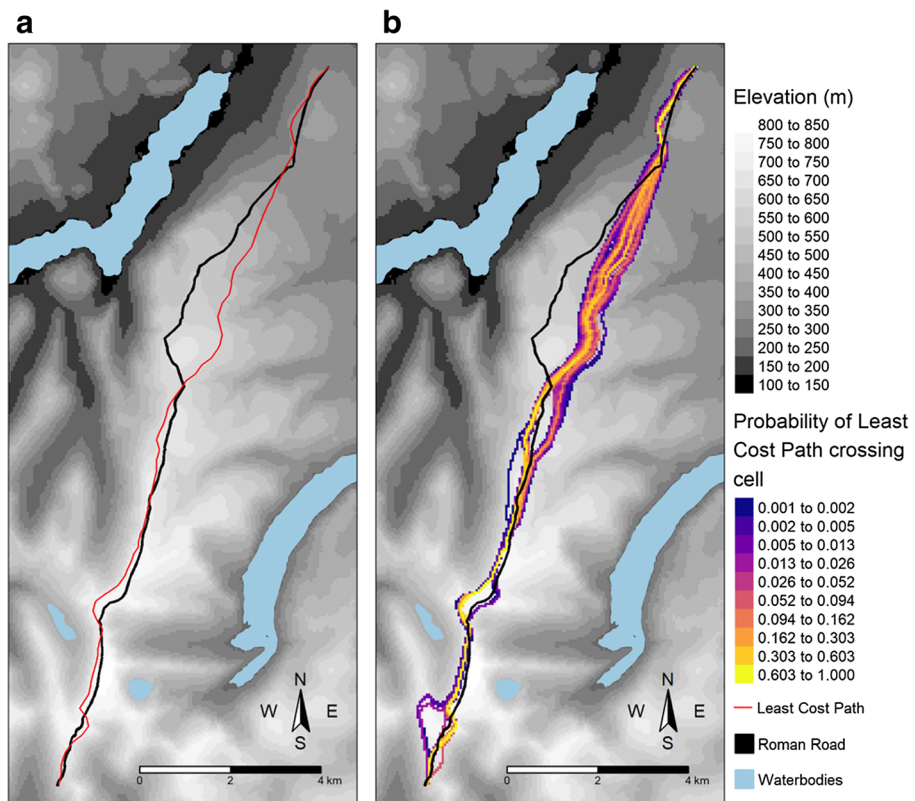 a
b
N
W E
S
0 2 4 km
N
W E
S
0 2 4 km
Elevation (m)
800 to 850
750 to 800
700 to 750
650 to 700
600 to 650
550 to 600
500 to 550
450 to 500
400 to 450
350 to 400
300 to 350
250 to 300
200 to 250
150 to 200
100 to 150
Probability of Least
Cost Path crossing
cell
0.001 to 0.002
0.002 to 0.005
0.005 to 0.013
0.013 to 0.026
0.026 to 0.052
0.052 to 0.094
0.094 to 0.162
0.162 to 0.303
0.303 to 0.603
0.603 to 1.000
Least Cost Path
Roman Road
Waterbodies